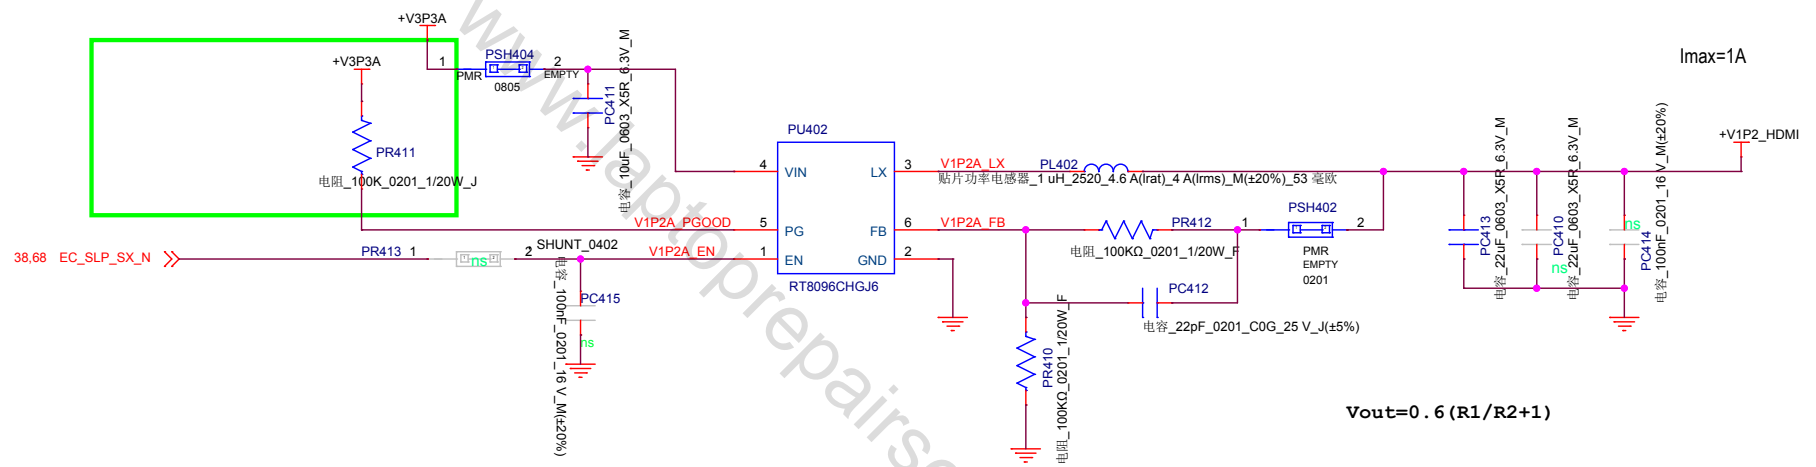 +V3P3A
+V3P3A
1
PMR
PSH404
0805
2
EMPTY
PC411
电容_10uF_0603_X5R_6.3V_M
PR411
电阻_100K_0201_1/20W_J
PU402
4 VIN
5 PG
1 EN
LX 3
FB 6
GND 2
RT8096CHGJ6
V1P2A_PGOOD
V1P2A_EN
38,68 EC_SLP_SX_N
PR413 1
ns
2 SHUNT_0402
PC415
电容_100nF_0201_16 V_M(±20%)
ns
V1P2A_LX
PL402
贴片功率电感器_1 uH_2520_4.6 A(Irat)_4 A(Irms)_M(±20%)_53 毫欧
V1P2A_FB
PR412
电阻_100KΩ_0201_1/20W_F
1
PSH402
2
PMR
EMPTY
0201
PC412
电容_22pF_0201_C0G_25 V_J(±5%)
PR410
电阻_100KΩ_0201_1/20W_F
Imax=1A
+V1P2_HDMI
PC413
电容_22uF_0603_X5R_6.3V_M
PC410
ns
电容_22uF_0603_X5R_6.3V_M
ns
PC414
电容_100nF_0201_16 V_M(±20%)
Vout=0.6(R1/R2+1)
www.laptoprepairs